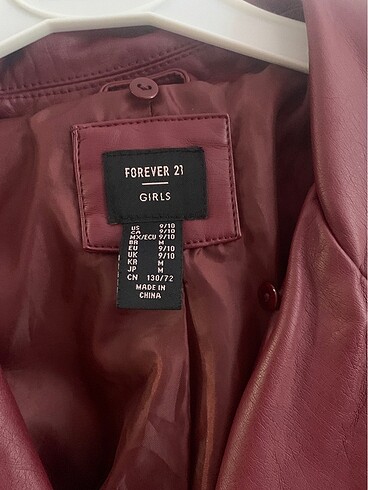 FOREVER 21
GIRLS
US 9/10
CA 9/10
MX/ECU 9/10
BR M
EU 9/10
UK 9/10
KR M
JP M
CN 130/72
MADE IN
CHINA